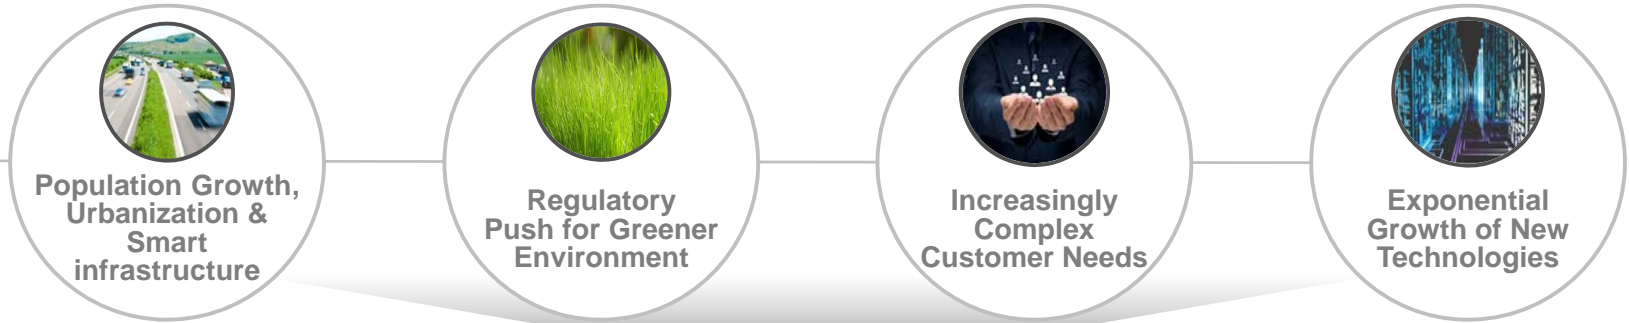 Population Growth,
Urbanization &
Smart
infrastructure
Regulatory
Push for Greener
Environment
Increasingly
Complex
Customer Needs
Exponential
Growth of New
Technologies